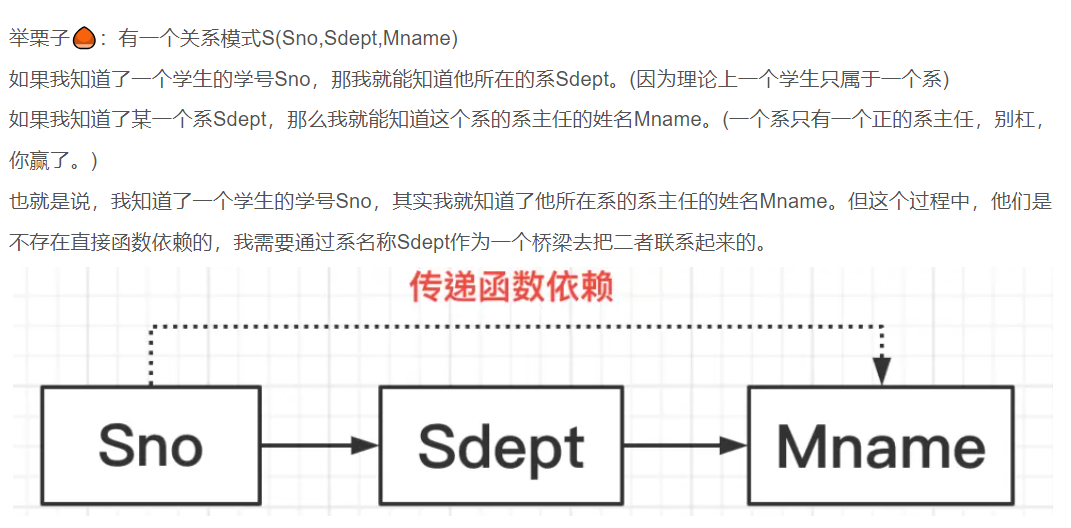 举栗子🌰：有一个关系模式S(Sno,Sdept,Mname)
如果我知道了一个学生的学号Sno，那我就能知道他所在的系Sdept。(因为理论上一个学生只属于一个系)
如果我知道了某一个系Sdept，那么我就能知道这个系的系主任的姓名Mname。(一个系只有一个正的系主任，别杠，
你赢了。)
也就是说，我知道了一个学生的学号Sno，其实我就知道了他所在系的系主任的姓名Mname。但这个过程中，他们是
不存在直接函数依赖的，我需要通过系名称Sdept作为一个桥梁去把二者联系起来的。
传递函数依赖
Sno
Sdept
Mname